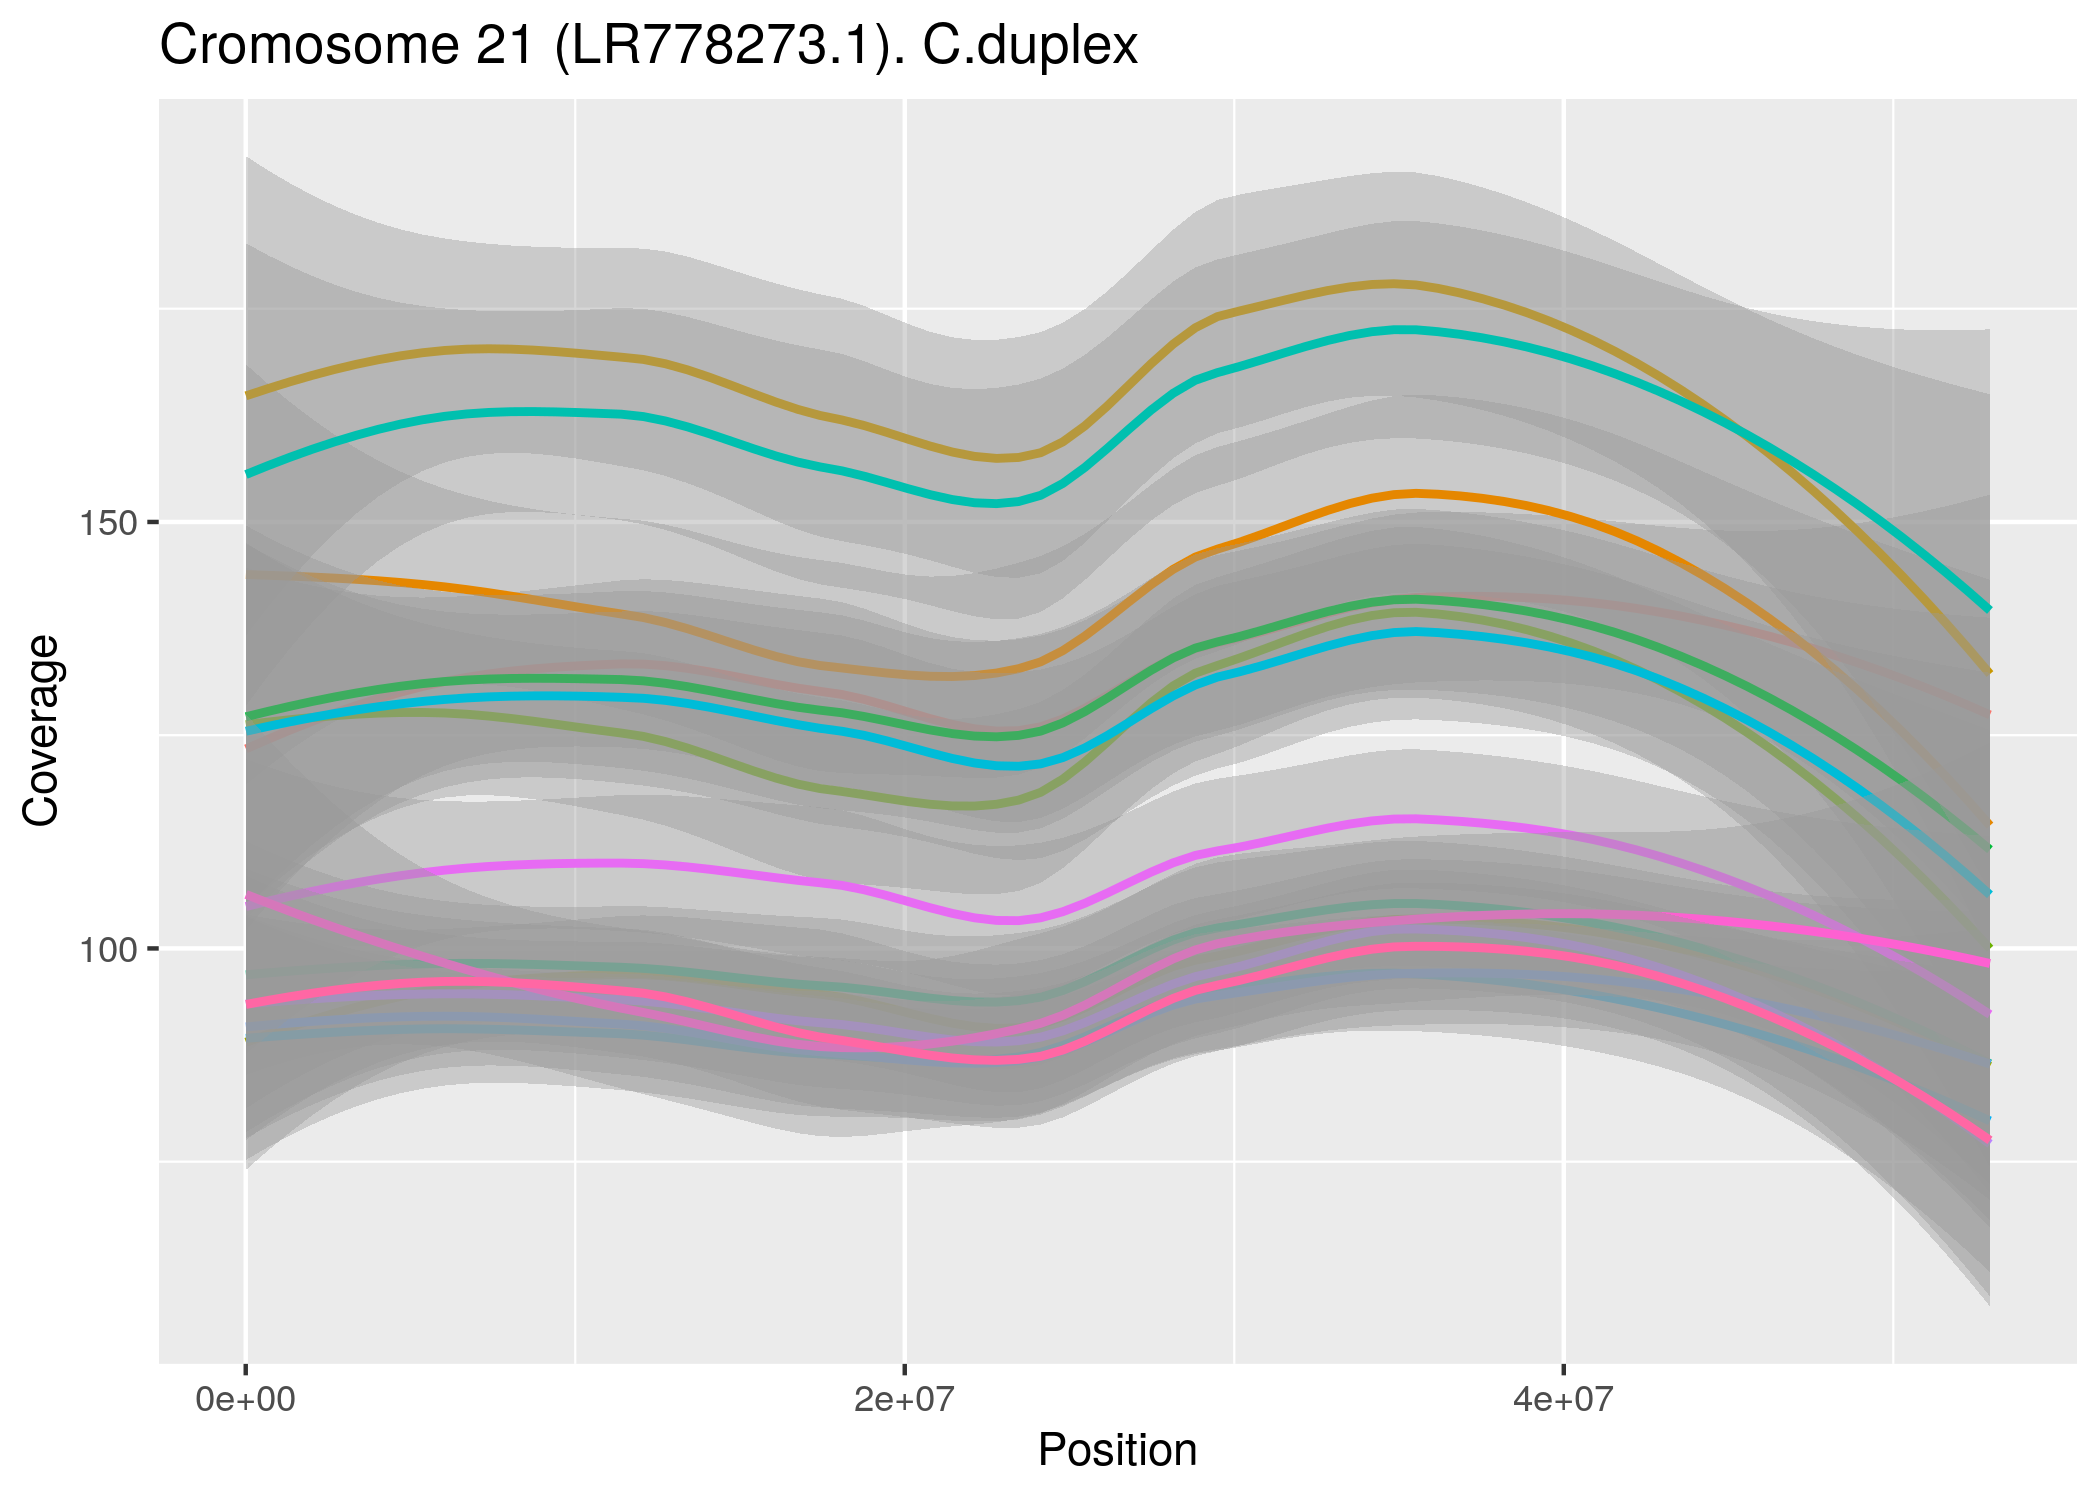 Cromosome 21 (LR778273.1). C.duplex
150
100
Coverage
0e+00 2e+07 4e+07
Position